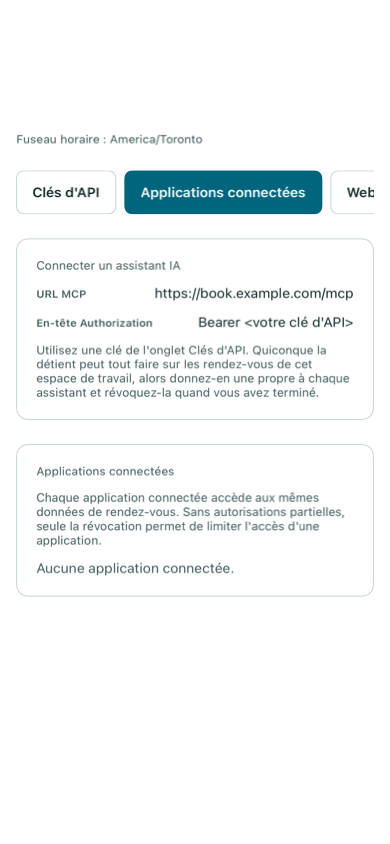 Fuseau horaire : America/Toronto
Clés d'API
Applications connectées
Web
Connecter un assistant IA
URL MCP https://book.example.com/mcp
En-tête Authorization Bearer <votre clé d'API>
Utilisez une clé de l'onglet Clés d'API. Quiconque la
détient peut tout faire sur les rendez-vous de cet
espace de travail, alors donnez-en une propre à chaque
assistant et révoquez-la quand vous avez terminé.
Applications connectées
Chaque application connectée accède aux mêmes
données de rendez-vous. Sans autorisations partielles,
seule la révocation permet de limiter l'accès d'une
application.
Aucune application connectée.